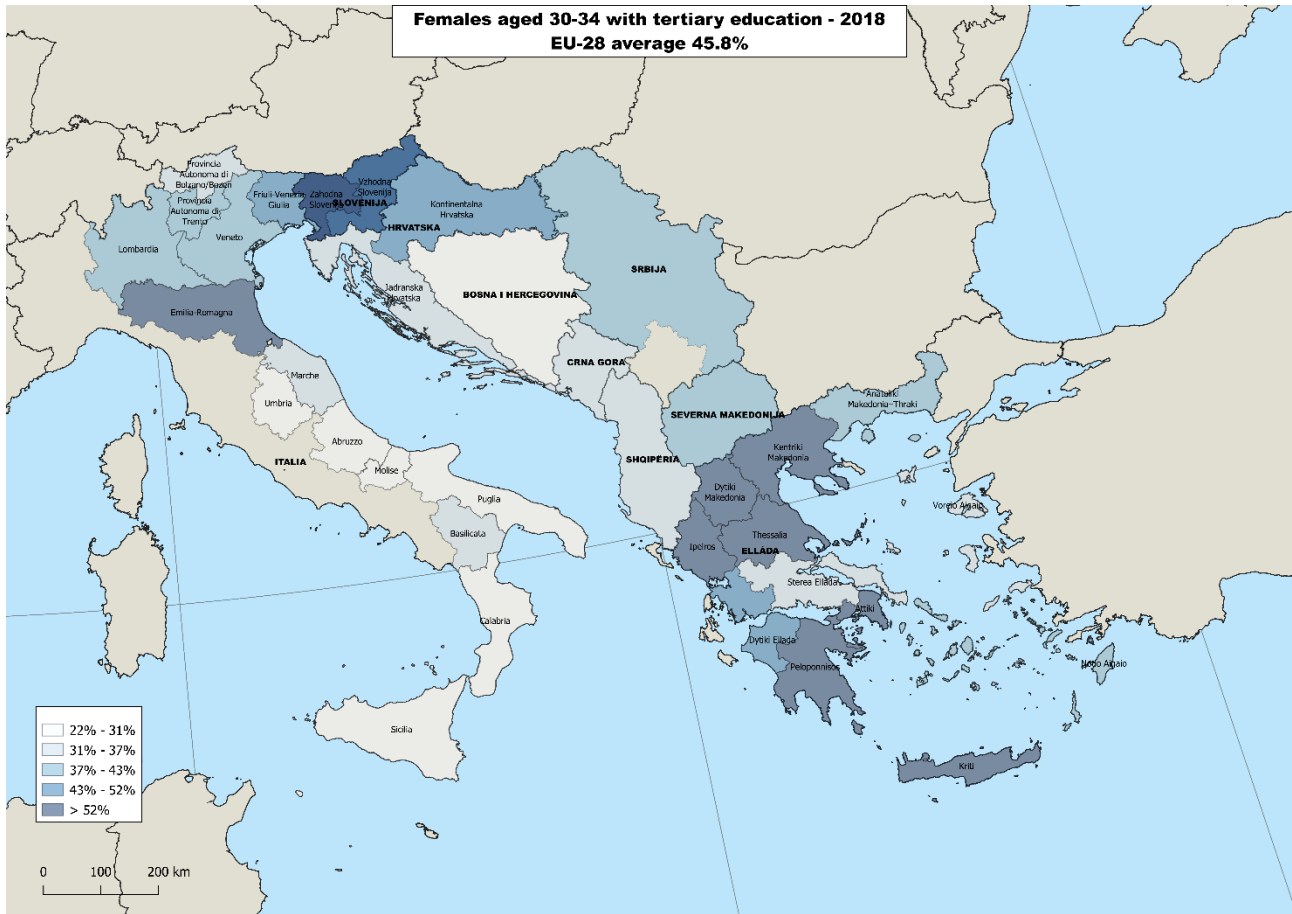 Females aged 30-34 with tertiary education - 2018
EU-28 average 45.8%
Provincia
Autonoma di
Bolzano/Bozen
Provincia
Autonoma di
Trento
Friuli-Venezia
Giulia
Zahodna
Slovenija
Vzhodna
Slovenija
SLOVENIJA
Kontinentalna
Hrvatska
HRVATSKA
Lombardia
Veneto
SRBIJA
Jadranska
Hrvatska
BOSNA I HERCEGOVINA
Emilia-Romagna
CRNA GORA
Marche
Umbria
Abruzzo
ITALIA
Molise
Puglia
Basilicata
Calabria
Sicilia
SEVERNA MAKEDONIJA
Anatoliki
Makedonia-Thraki
SHQIPËRIA
Kentriki
Makedonia
Dytiki
Makedonia
Voreio Aigaio
Thessalia
Ipeiros
ELLÁDA
Sterea Ellada
Attiki
Dytiki Ellada
Peloponnisos
Notio Aigaio
Kriti
22% - 31%
31% - 37%
37% - 43%
43% - 52%
> 52%
0 100 200 km